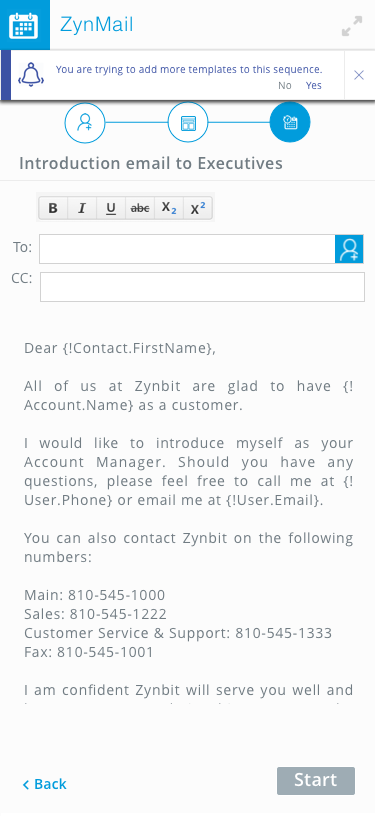 ZynMail
You are trying to add more templates to this sequence.
No Yes
Introduction email to Executives
B I U abc X2 X2
To:
CC:
Dear {!Contact.FirstName},
All of us at Zynbit are glad to have {!
Account.Name} as a customer.
I would like to introduce myself as your
Account Manager. Should you have any
questions, please feel free to call me at {!
User.Phone} or email me at {!User.Email}.
You can also contact Zynbit on the following
numbers:
Main: 810-545-1000
Sales: 810-545-1222
Customer Service & Support: 810-545-1333
Fax: 810-545-1001
I am confident Zynbit will serve you well and
Back
Start